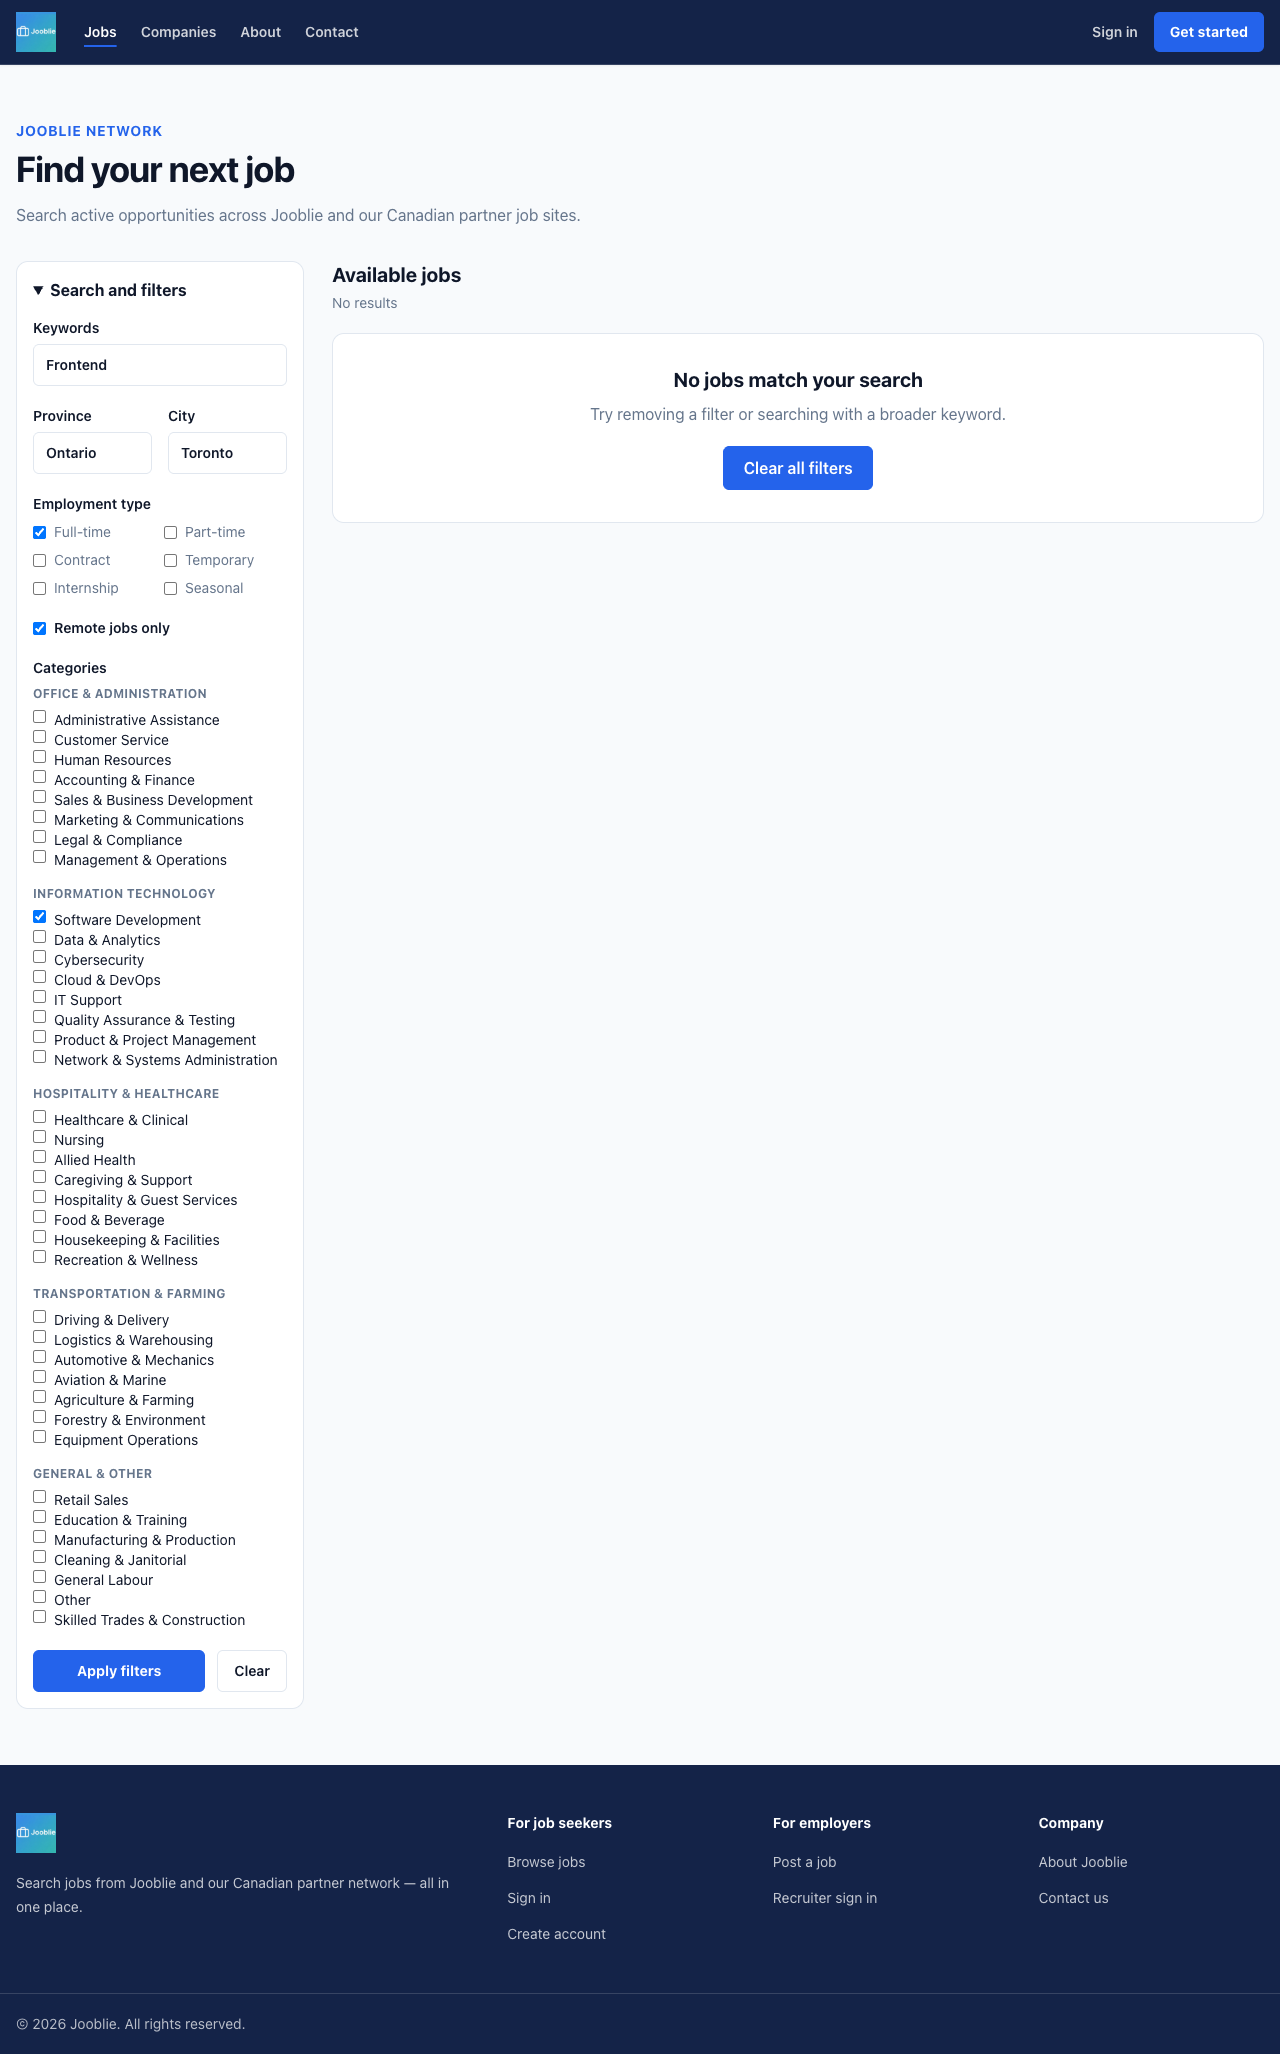 Jooblie
Jobs
Companies
About
Contact
Sign in
Get started
JOOBLIE NETWORK
Find your next job
Search active opportunities across Jooblie and our Canadian partner job sites.
Search and filters
Keywords
Frontend
Province
City
Ontario
Toronto
Employment type
Full-time
Part-time
Contract
Temporary
Internship
Seasonal
Remote jobs only
Categories
OFFICE & ADMINISTRATION
Administrative Assistance
Customer Service
Human Resources
Accounting & Finance
Sales & Business Development
Marketing & Communications
Legal & Compliance
Management & Operations
INFORMATION TECHNOLOGY
Software Development
Data & Analytics
Cybersecurity
Cloud & DevOps
IT Support
Quality Assurance & Testing
Product & Project Management
Network & Systems Administration
HOSPITALITY & HEALTHCARE
Healthcare & Clinical
Nursing
Allied Health
Caregiving & Support
Hospitality & Guest Services
Food & Beverage
Housekeeping & Facilities
Recreation & Wellness
TRANSPORTATION & FARMING
Driving & Delivery
Logistics & Warehousing
Automotive & Mechanics
Aviation & Marine
Agriculture & Farming
Forestry & Environment
Equipment Operations
GENERAL & OTHER
Retail Sales
Education & Training
Manufacturing & Production
Cleaning & Janitorial
General Labour
Other
Skilled Trades & Construction
Apply filters
Clear
Available jobs
No results
No jobs match your search
Try removing a filter or searching with a broader keyword.
Clear all filters
Jooblie
Search jobs from Jooblie and our Canadian partner network — all in
one place.
For job seekers
Browse jobs
Sign in
Create account
For employers
Post a job
Recruiter sign in
Company
About Jooblie
Contact us
© 2026 Jooblie. All rights reserved.